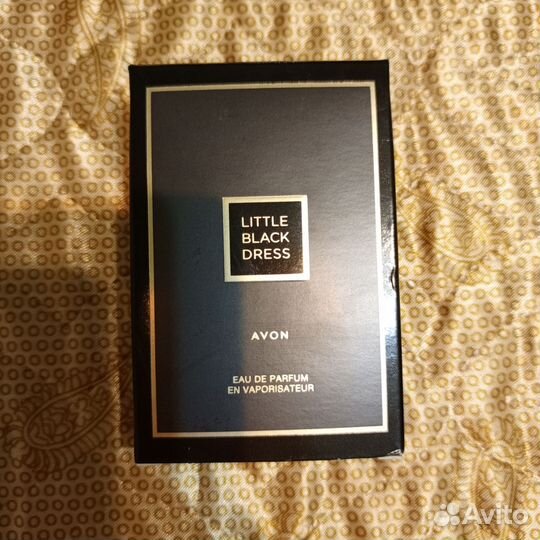 LITTLE
BLACK
DRESS
AVON
EAU DE PARFUM
EN VAPORISATEUR
Avito